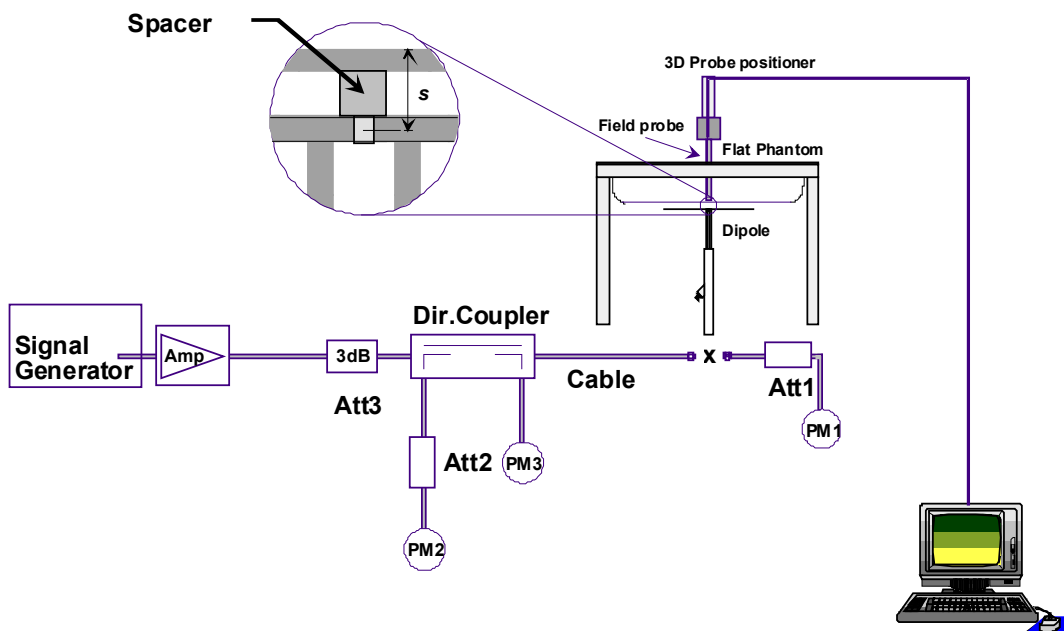 Spacer
s
3D Probe positioner
Field probe
Flat Phantom
Dipole
Dir.Coupler
Signal
Generator
Amp
3dB
x
Cable
Att3
Att1
PM1
Att2
PM3
PM2